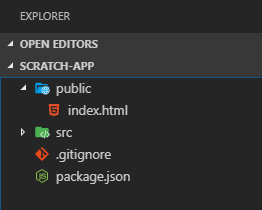 EXPLORER
OPEN EDITORS
SCRATCH-APP
public
index.html
src
.gitignore
package.json